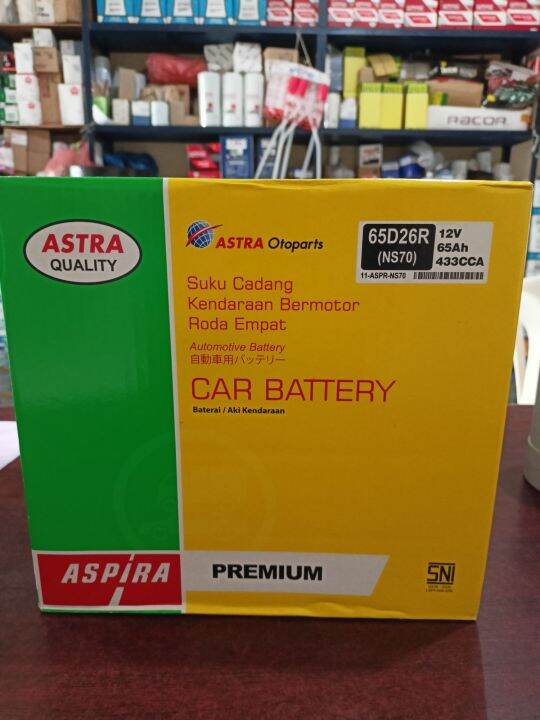 RACOR
ASTRA
QUALITY
ASTRA Otoparts
65D26R
(NS70)
12V
65Ah
433CCA
11-ASPR-NS70
Suku Cadang
Kendaraan Bermotor
Roda Empat
Automotive Battery
自動車用バッテリー
CAR BATTERY
Baterai / Aki Kendaraan
ASPIRA
PREMIUM
SNI